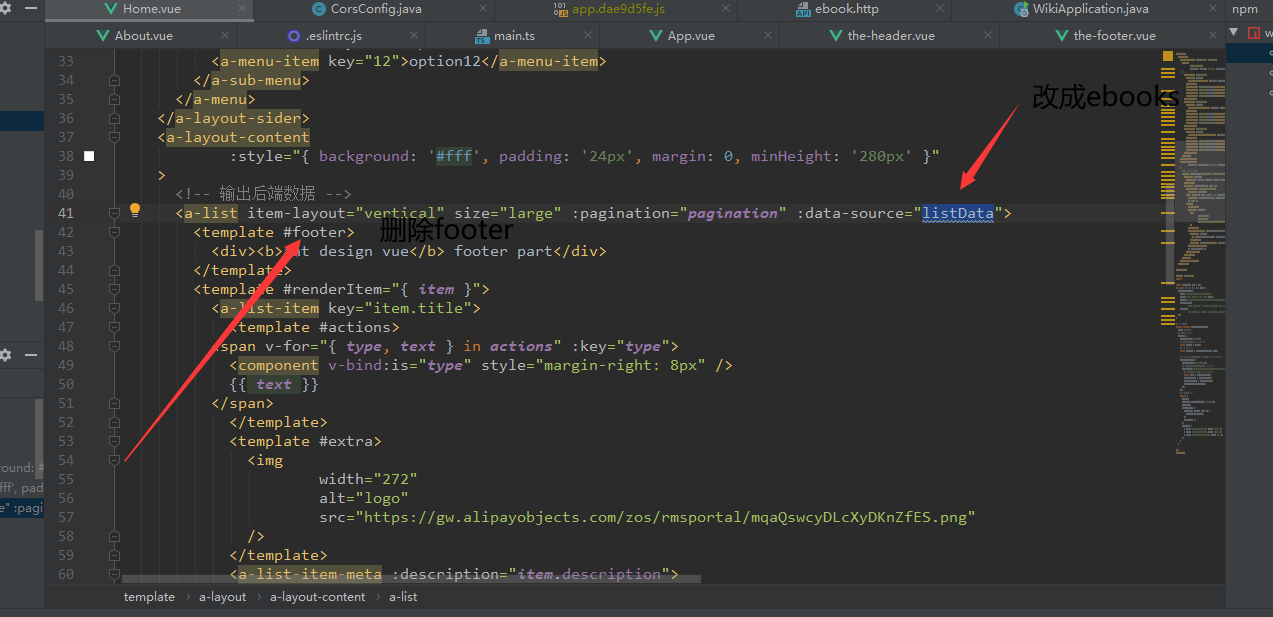 Home.vue CorsConfig.java app.dae9d5fe.js ebook.http WikiApplication.java npm
About.vue .eslintrc.js main.ts App.vue the-header.vue the-footer.vue
33 <a-menu-item key="12">option12</a-menu-item>
34 </a-sub-menu>
35 </a-menu>
36 </a-layout-sider>
37 <a-layout-content
38 :style="{ background: '#fff', padding: '24px', margin: 0, minHeight: '280px' }"
39 >
40 <!-- 输出后端数据 -->
改成ebooks
41 <a-list item-layout="vertical" size="large" :pagination="pagination" :data-source="listData">
42 <template #footer>
删除footer
43 <div><b>ant design vue</b> footer part</div>
44 </template>
45 <template #renderItem="{ item }">
46 <a-list-item key="item.title">
47 <template #actions>
48 <span v-for="{ type, text } in actions" :key="type">
49 <component v-bind:is="type" style="margin-right: 8px" />
50 {{ text }}
51 </span>
52 </template>
53 <template #extra>
54 <img
55 width="272"
56 alt="logo"
57 src="https://gw.alipayobjects.com/zos/rmsportal/mqaQswcyDLcXyDKnZfES.png"
58 />
59 </template>
60 <a-list-item-meta :description="item.description">
round: #
fff', pad
e" :pagi
template › a-layout › a-layout-content › a-list